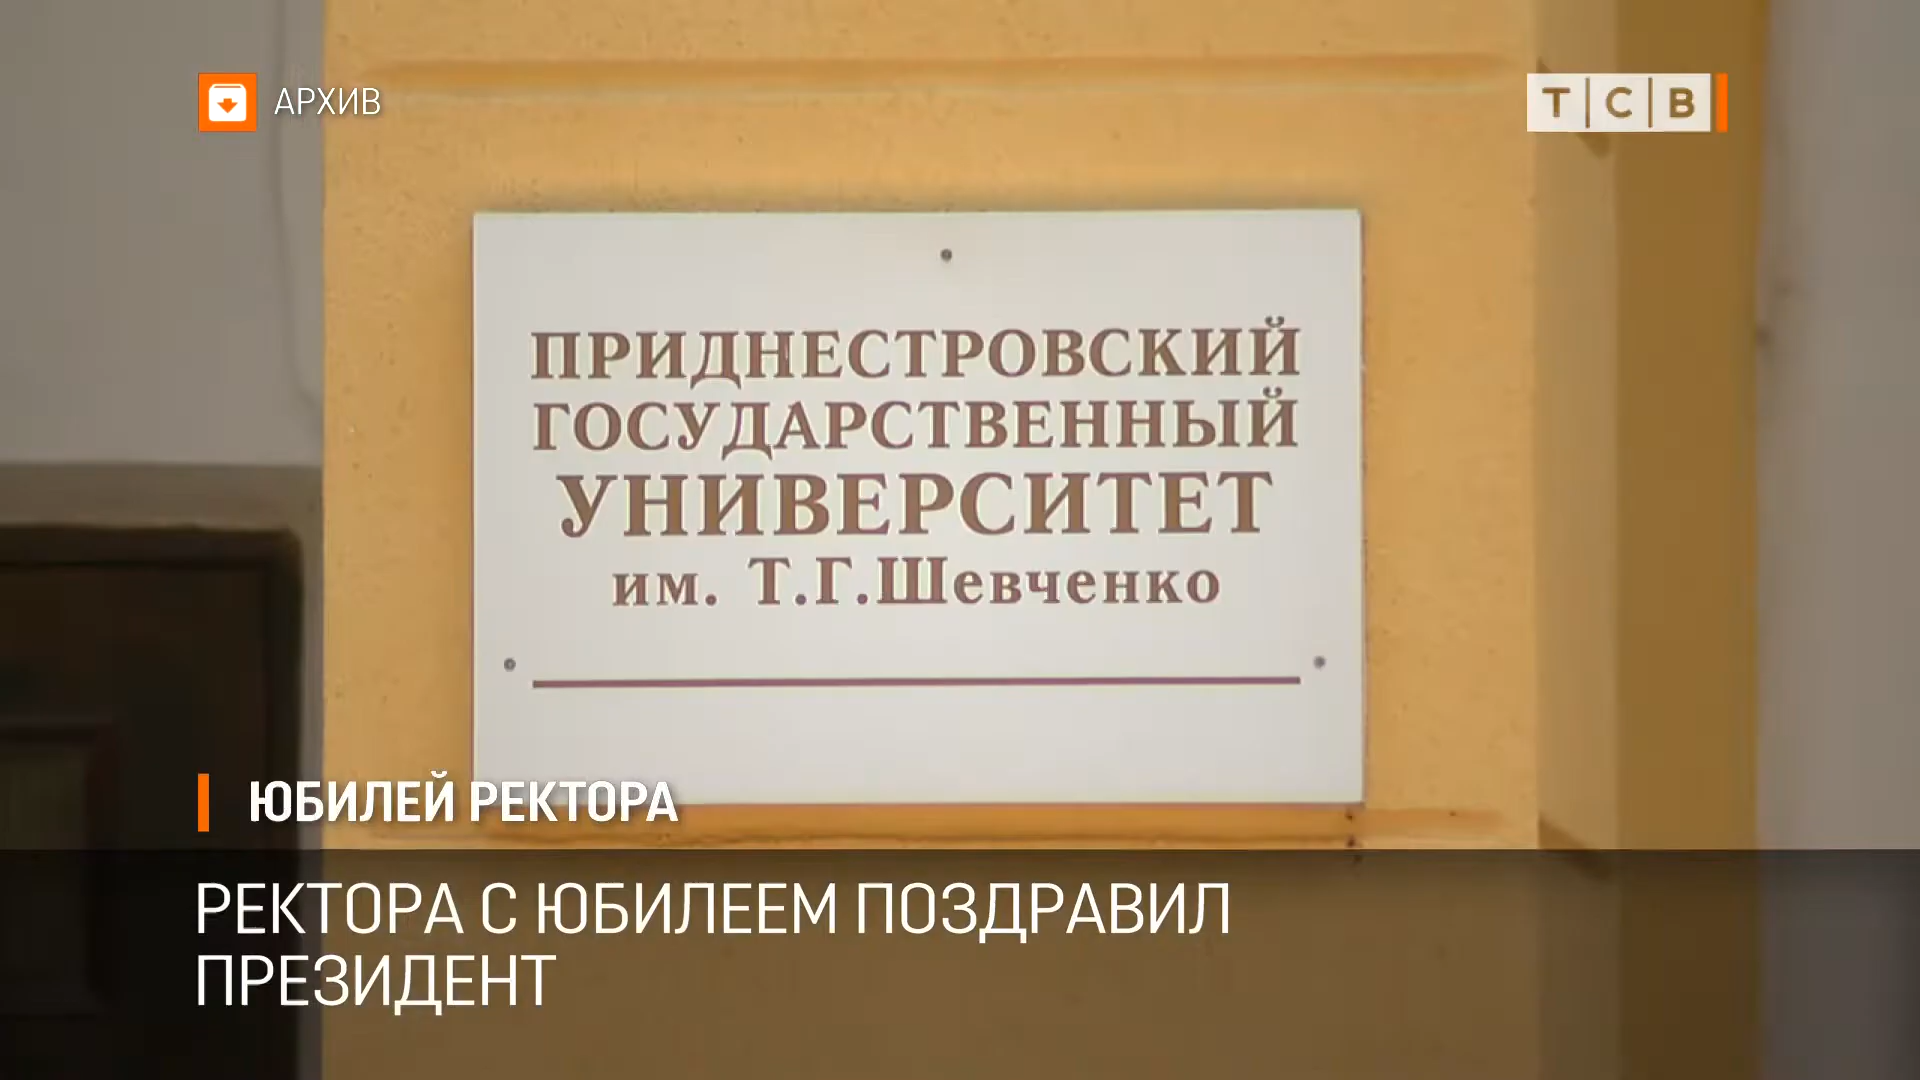 АРХИВ
ТСВ
ПРИДНЕСТРОВСКИЙ
ГОСУДАРСТВЕННЫЙ
УНИВЕРСИТЕТ
им. Т.Г.Шевченко
ЮБИЛЕЙ РЕКТОРА
РЕКТОРА С ЮБИЛЕЕМ ПОЗДРАВИЛ
ПРЕЗИДЕНТ